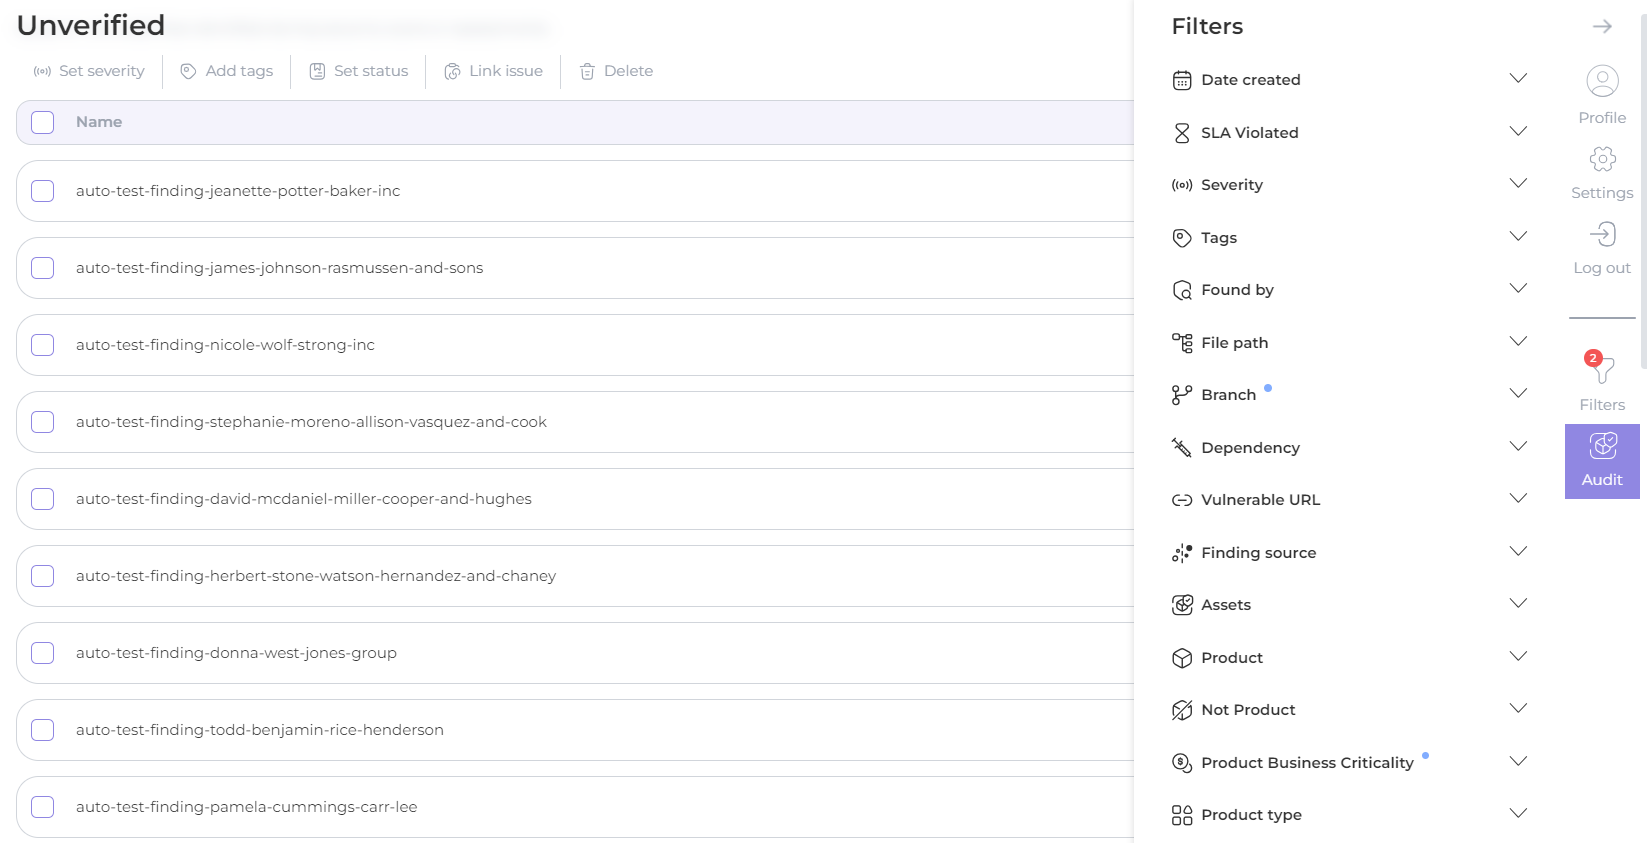 Unverified
Set severity
Add tags
Set status
Link issue
Delete
Name
auto-test-finding-jeanette-potter-baker-inc
auto-test-finding-james-johnson-rasmussen-and-sons
auto-test-finding-nicole-wolf-strong-inc
auto-test-finding-stephanie-moreno-allison-vasquez-and-cook
auto-test-finding-david-mcdaniel-miller-cooper-and-hughes
auto-test-finding-herbert-stone-watson-hernandez-and-chaney
auto-test-finding-donna-west-jones-group
auto-test-finding-todd-benjamin-rice-henderson
auto-test-finding-pamela-cummings-carr-lee
Filters
Date created
SLA Violated
Severity
Tags
Found by
File path
Branch
Dependency
Vulnerable URL
Finding source
Assets
Product
Not Product
Product Business Criticality
Product type
Profile
Settings
Log out
2
Filters
Audit